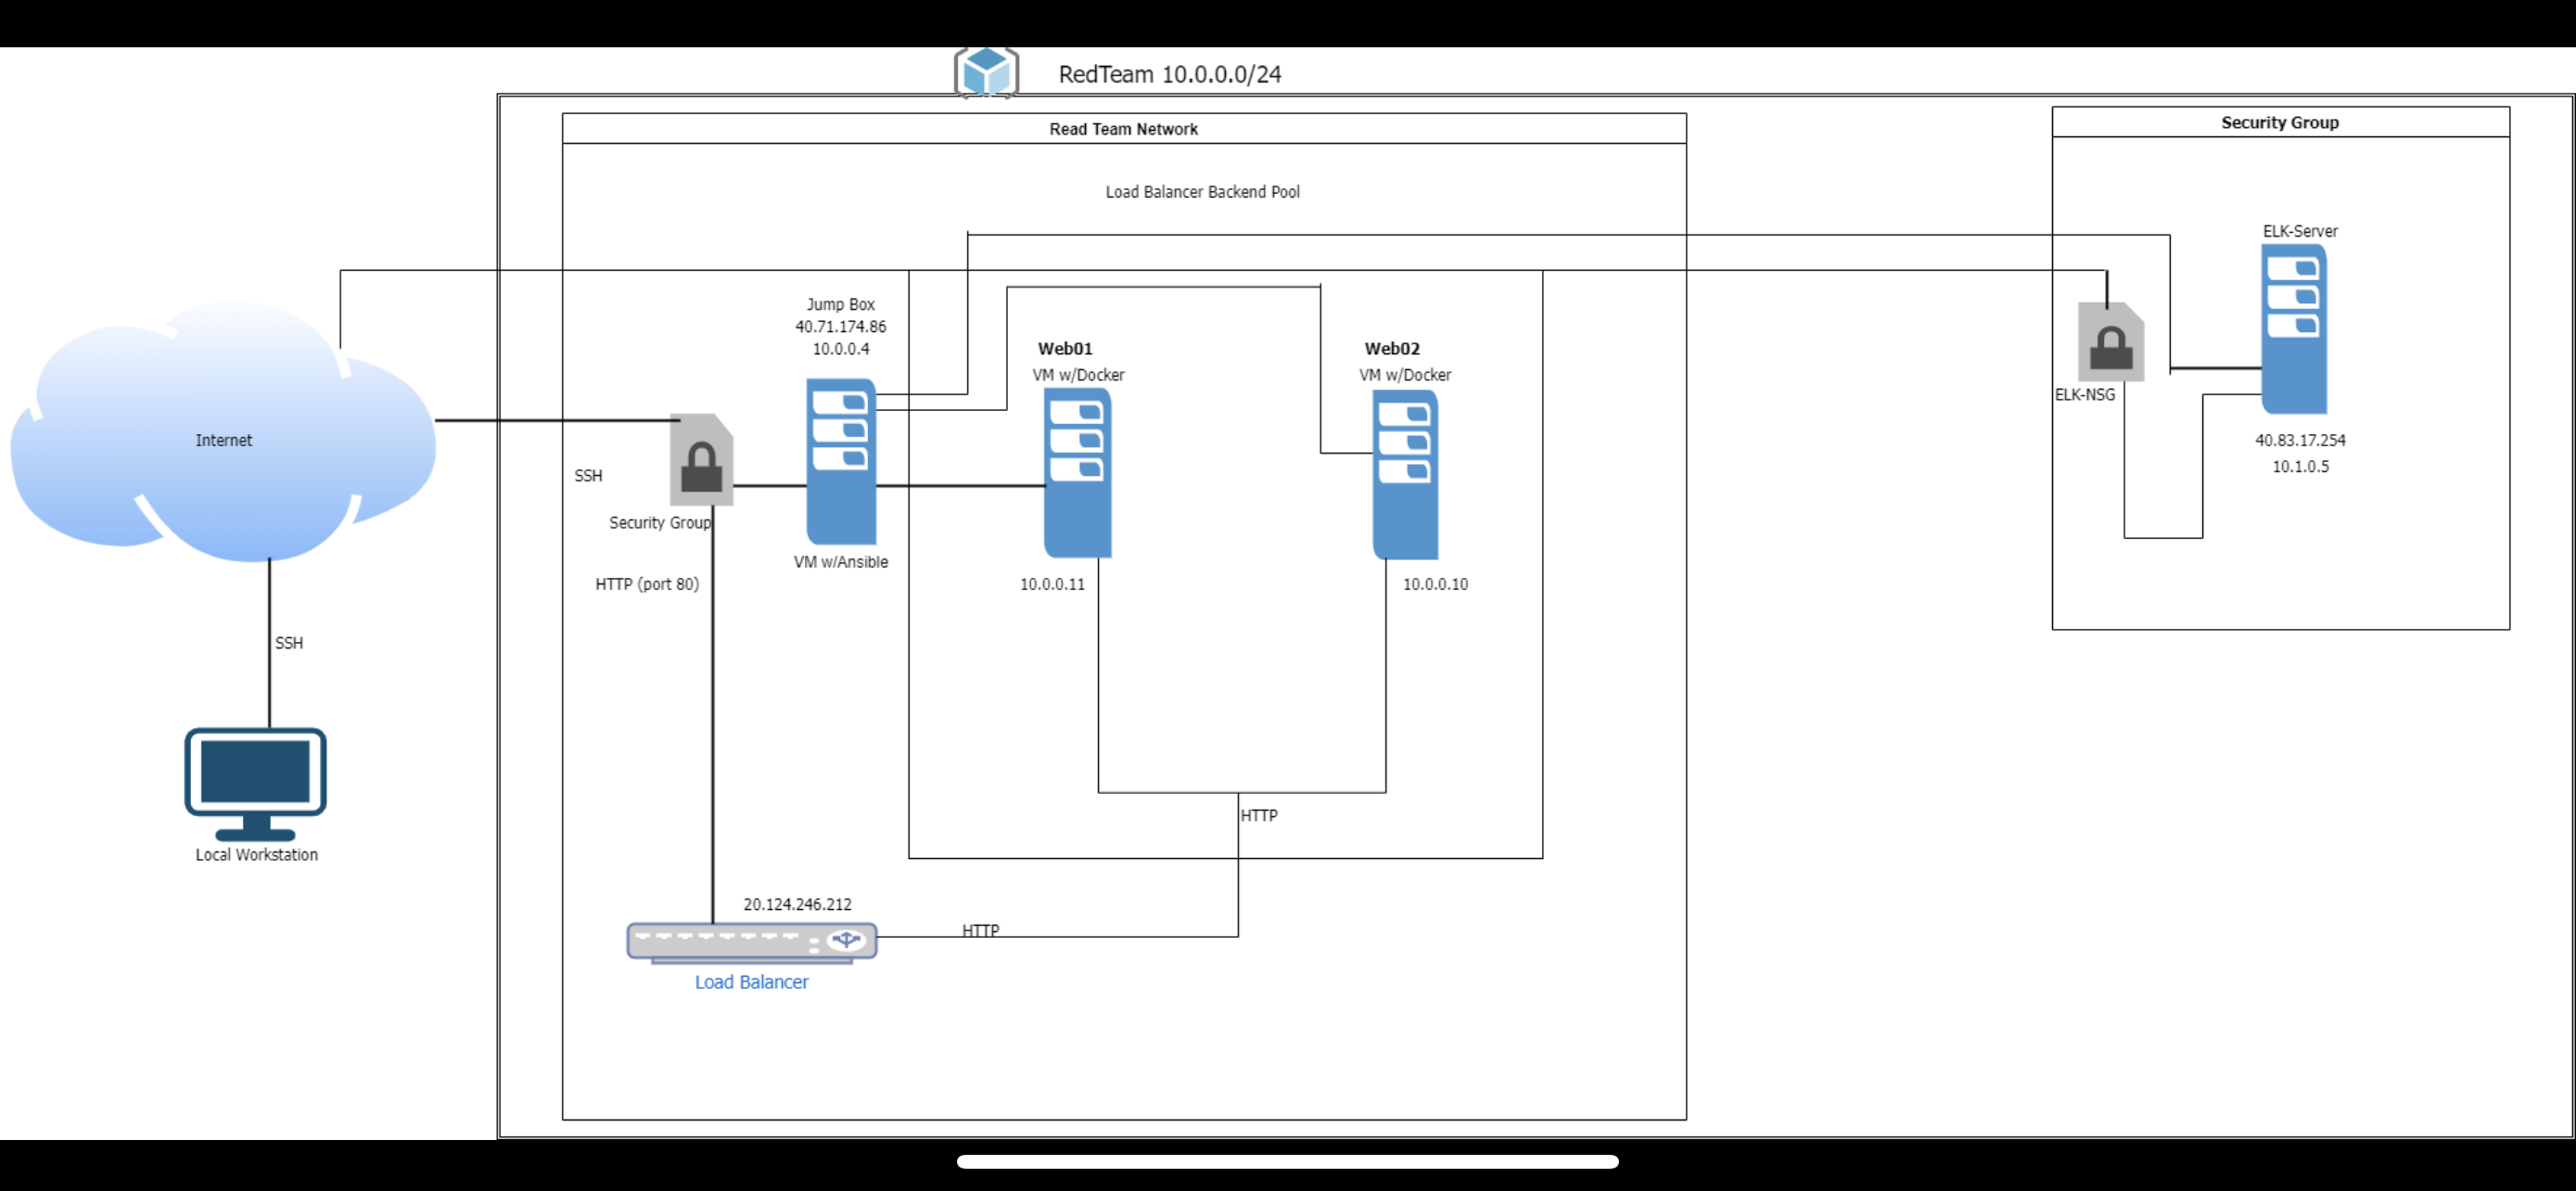 RedTeam 10.0.0.0/24
Read Team Network
Security Group
Load Balancer Backend Pool
ELK-Server
Jump Box
40.71.174.86
10.0.0.4
Web01
VM w/Docker
Web02
VM w/Docker
ELK-NSG
Internet
40.83.17.254
10.1.0.5
SSH
Security Group
VM w/Ansible
HTTP (port 80)
10.0.0.11
10.0.0.10
SSH
HTTP
Local Workstation
20.124.246.212
HTTP
Load Balancer